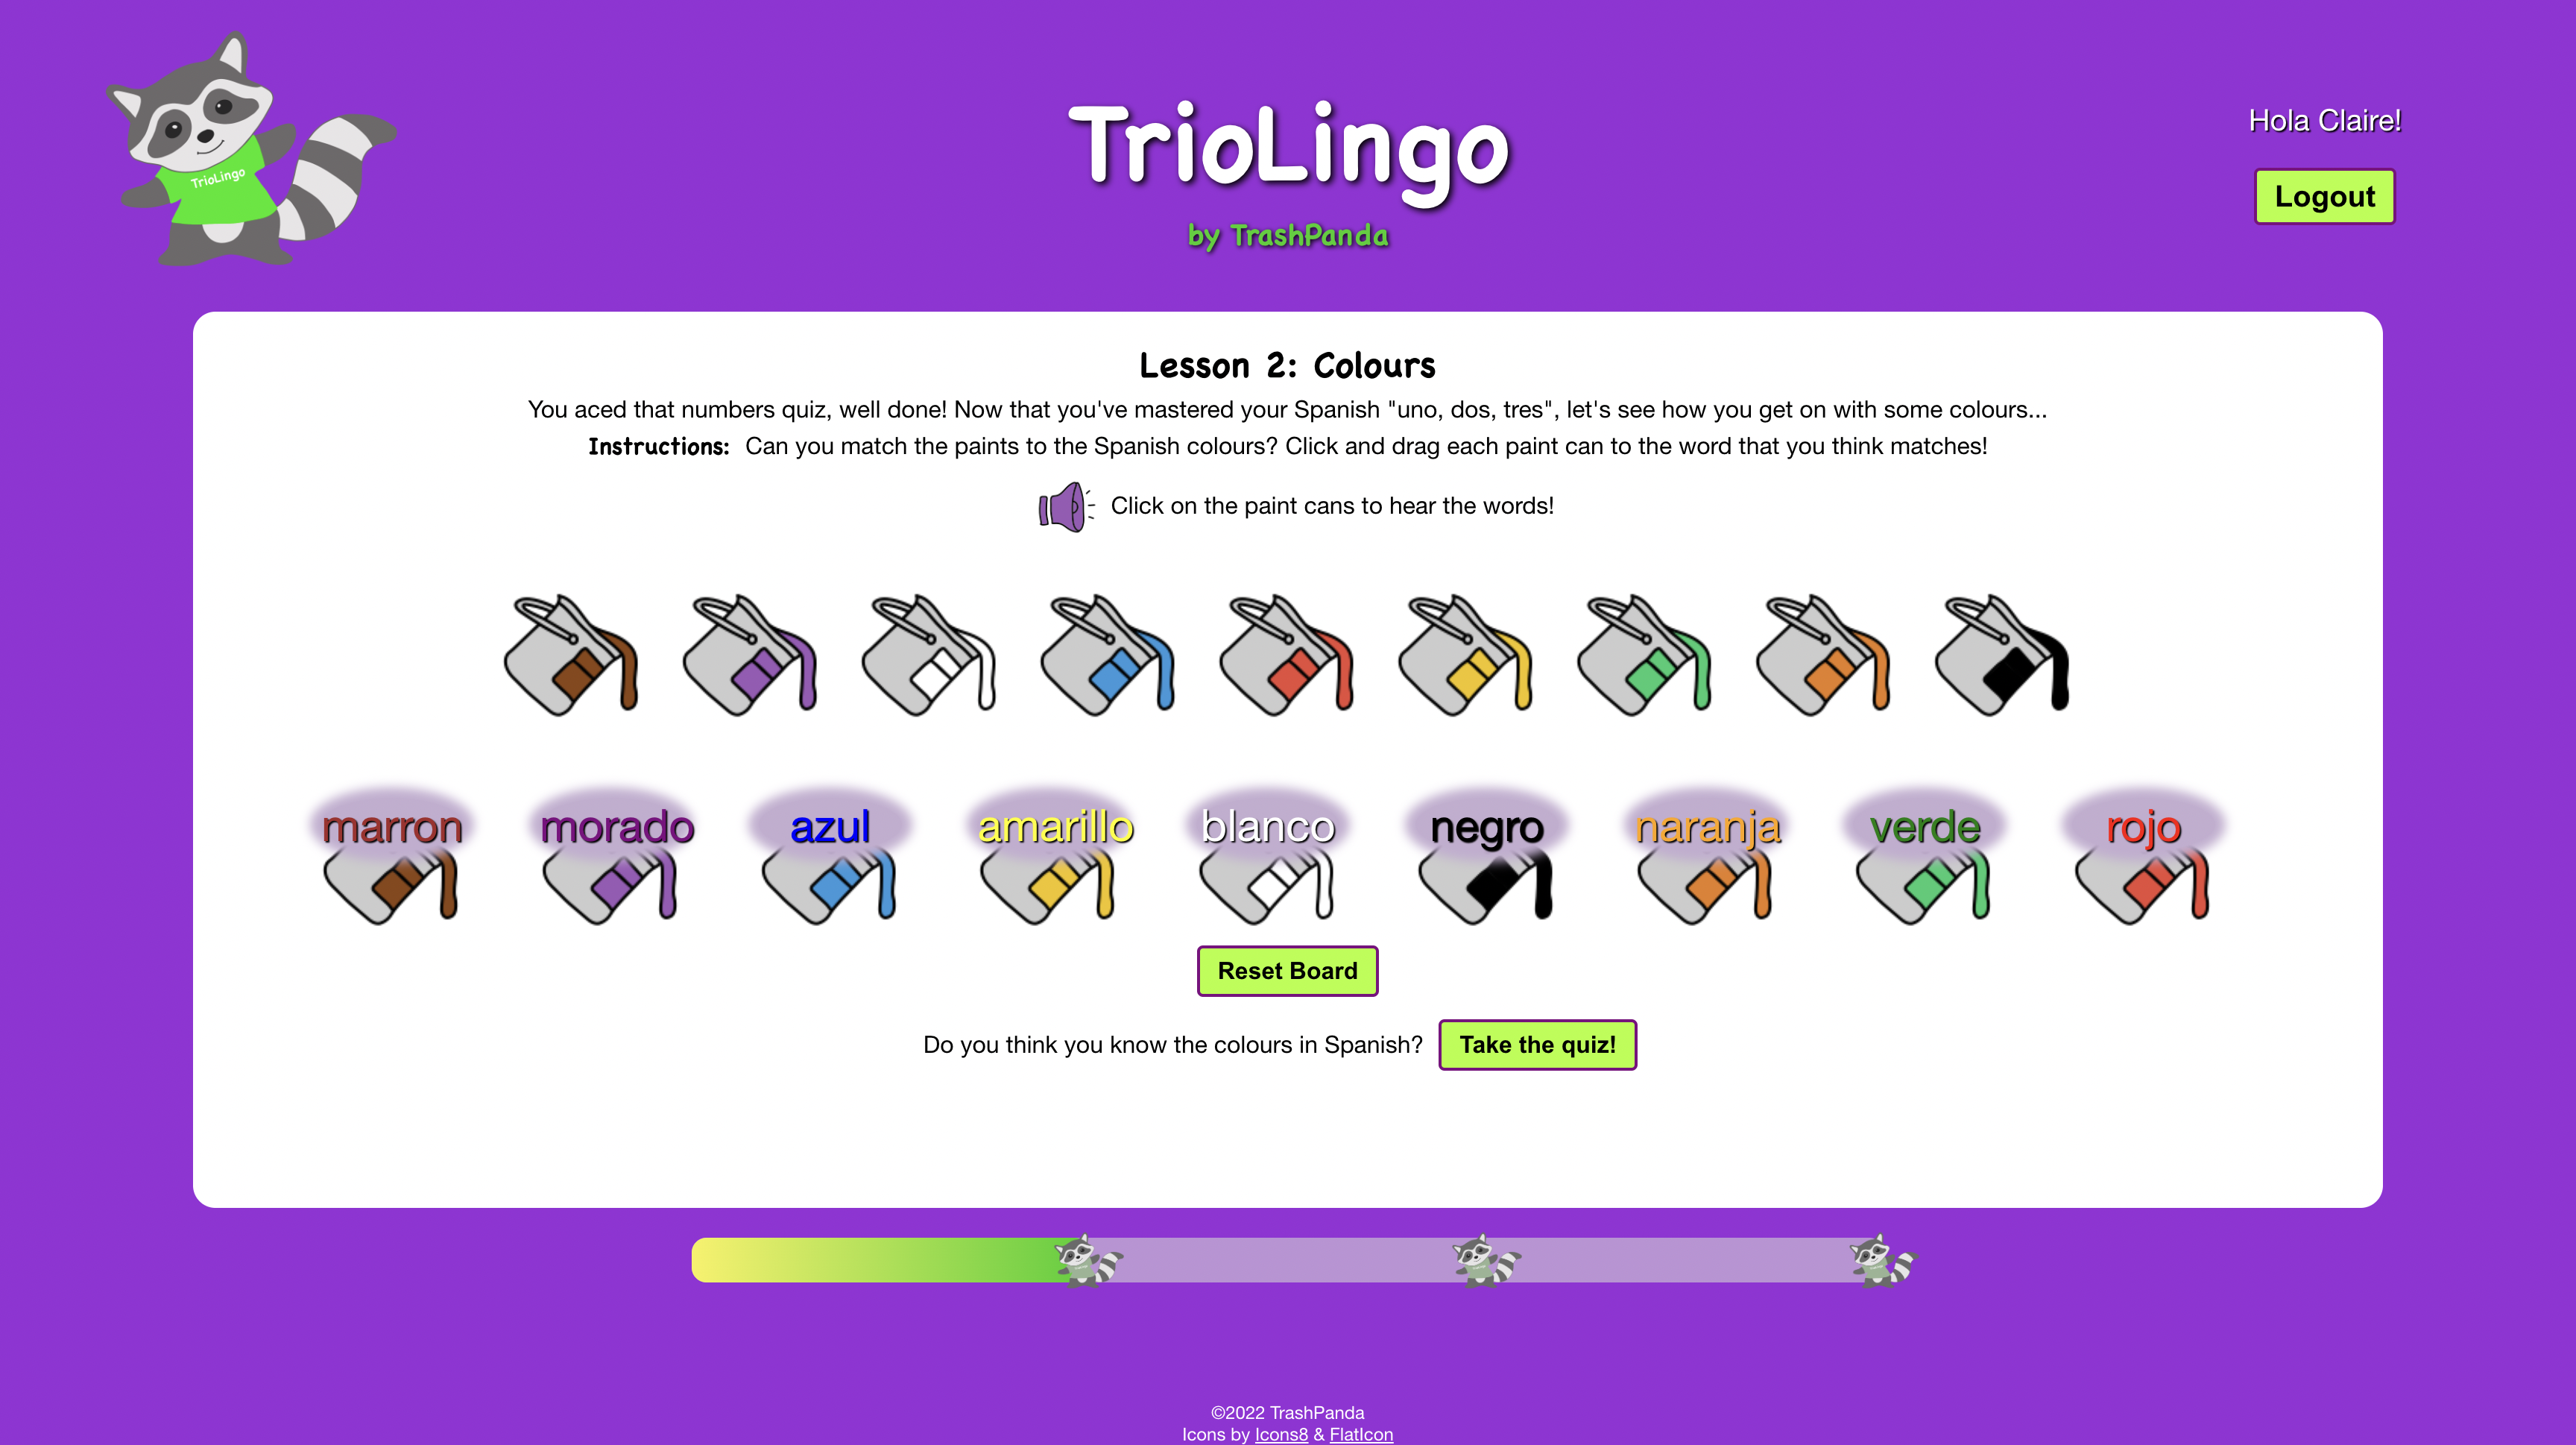 TrioLingo
TrioLingo
by TrashPanda
Hola Claire!
Logout
Lesson 2: Colours
You aced that numbers quiz, well done! Now that you've mastered your Spanish "uno, dos, tres", let's see how you get on with some colours...
Instructions: Can you match the paints to the Spanish colours? Click and drag each paint can to the word that you think matches!
Click on the paint cans to hear the words!
marron morado azul amarillo blanco negro naranja verde rojo
Reset Board
Do you think you know the colours in Spanish? Take the quiz!
©2022 TrashPanda
Icons by Icons8 & FlatIcon